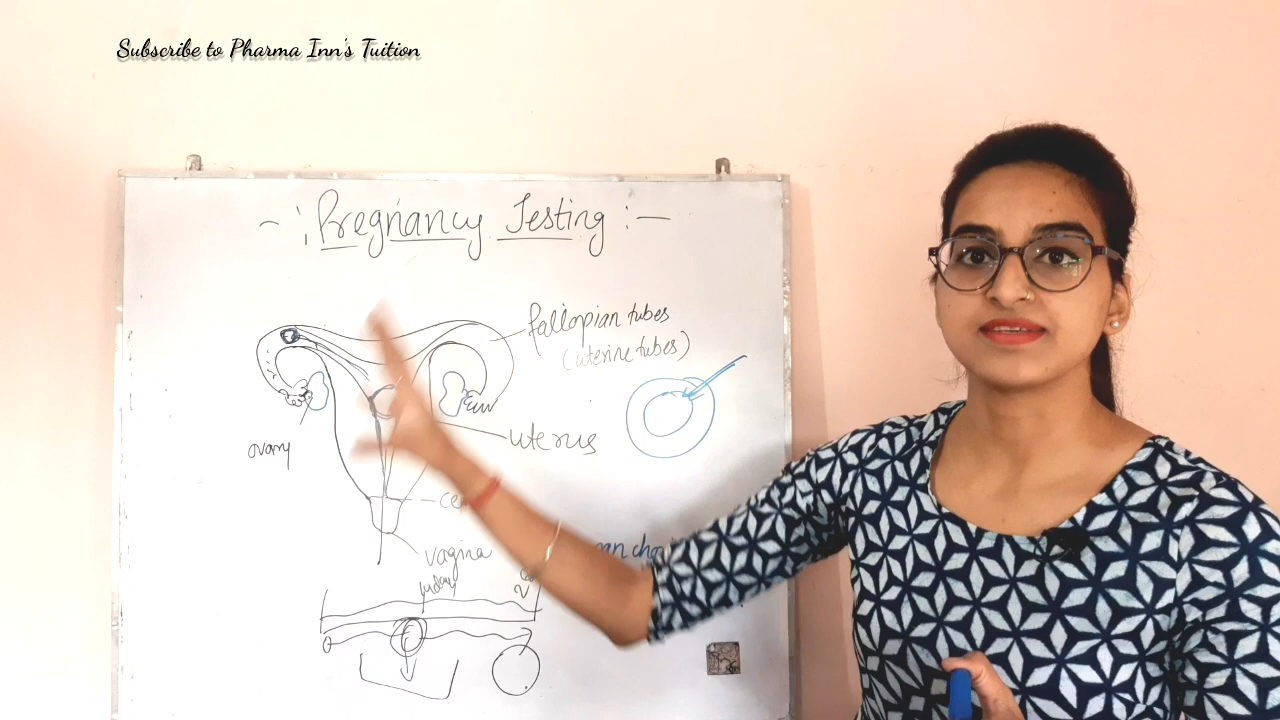 Subscribe to Pharma Inn's Tuition
-: Pregnancy Testing :-
fallopian tubes
(uterine tubes)
uterus
ovary
vagina